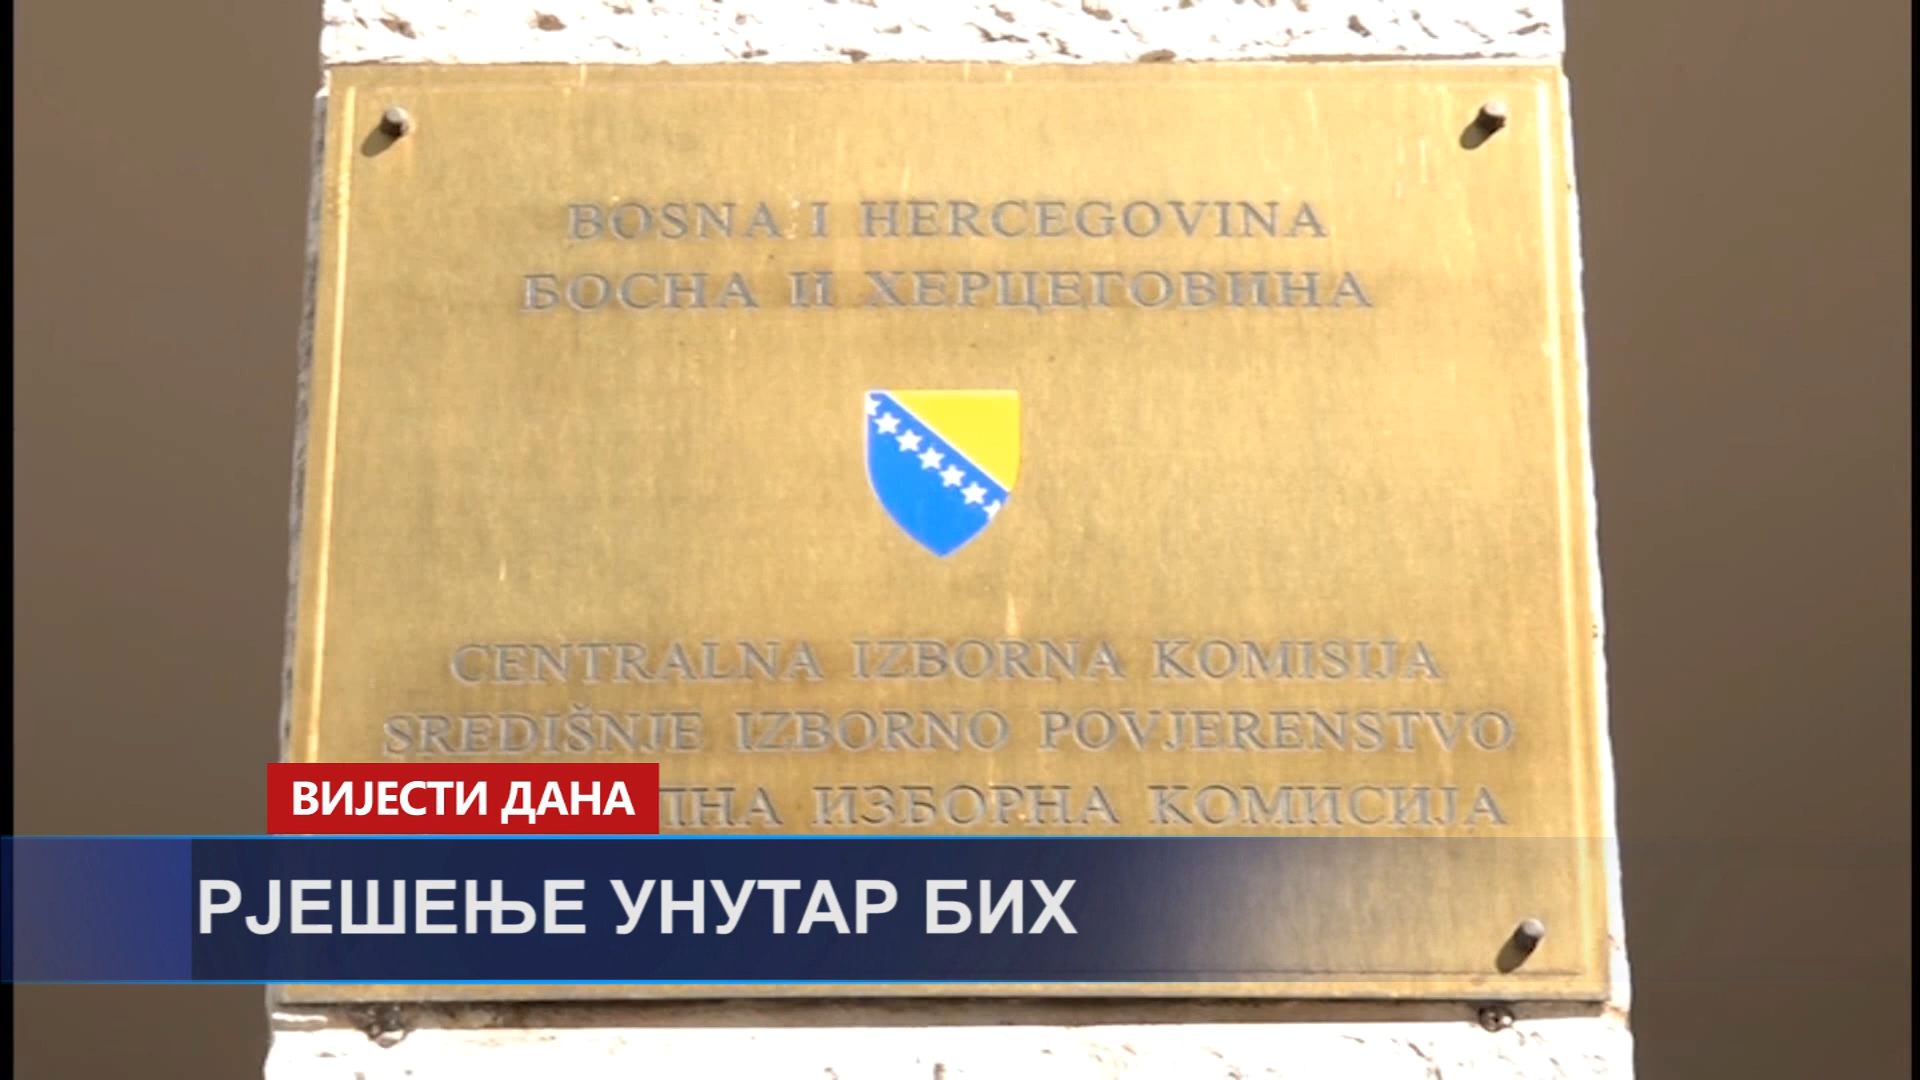 BOSNA I HERCEGOVINA
БОСНА И ХЕРЦЕГОВИНА
CENTRALNA IZBORNA KOMISIJA
SREDIŠNJE IZBORNO POVJERENSTVO
ИЗБОРНА КОМИСИЈА
ВИЈЕСТИ ДАНА
РЈЕШЕЊЕ УНУТАР БИХ